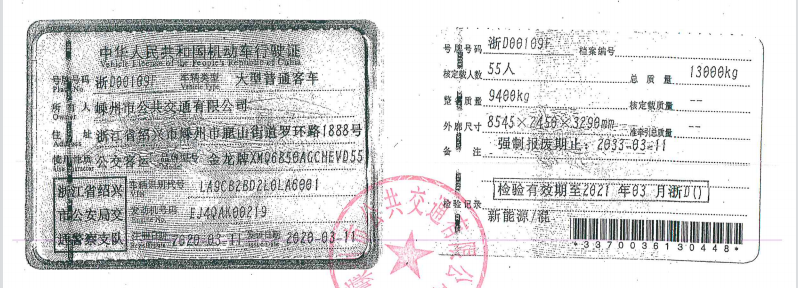 中华人民共和国机动车行驶证
Vehicle License of the People's Republic of China
号牌号码 浙D00109F 车辆类型 大型普通客车
Plate No. Vehicle Type
所有人 嵊州市公共交通有限公司
Owner
住址 浙江省绍兴市嵊州市剡山街道罗环路1888号
Address
使用性质 公交客运 品牌型号 金龙牌XMQ6850AGCHEVD55
Use Character
浙江省绍兴
市公安局交
通警察支队
车辆识别代号
VIN
发动机号码 EJ4QAK00219
注册日期 2020-03-11 发证日期 2020-03-11
号牌号码 浙D00109F 档案编号
核定载人数 55人 总质量 13000kg
整备质量 9400kg 核定载质量 --
外廓尺寸 8545×2450×3290mm 准牵引总质量 --
备注 强制报废期止：2033-03-11
检验有效期至2021年03月浙D()
检验记录
新能源/混
*3370036130448*
公共交通有限公
嵊